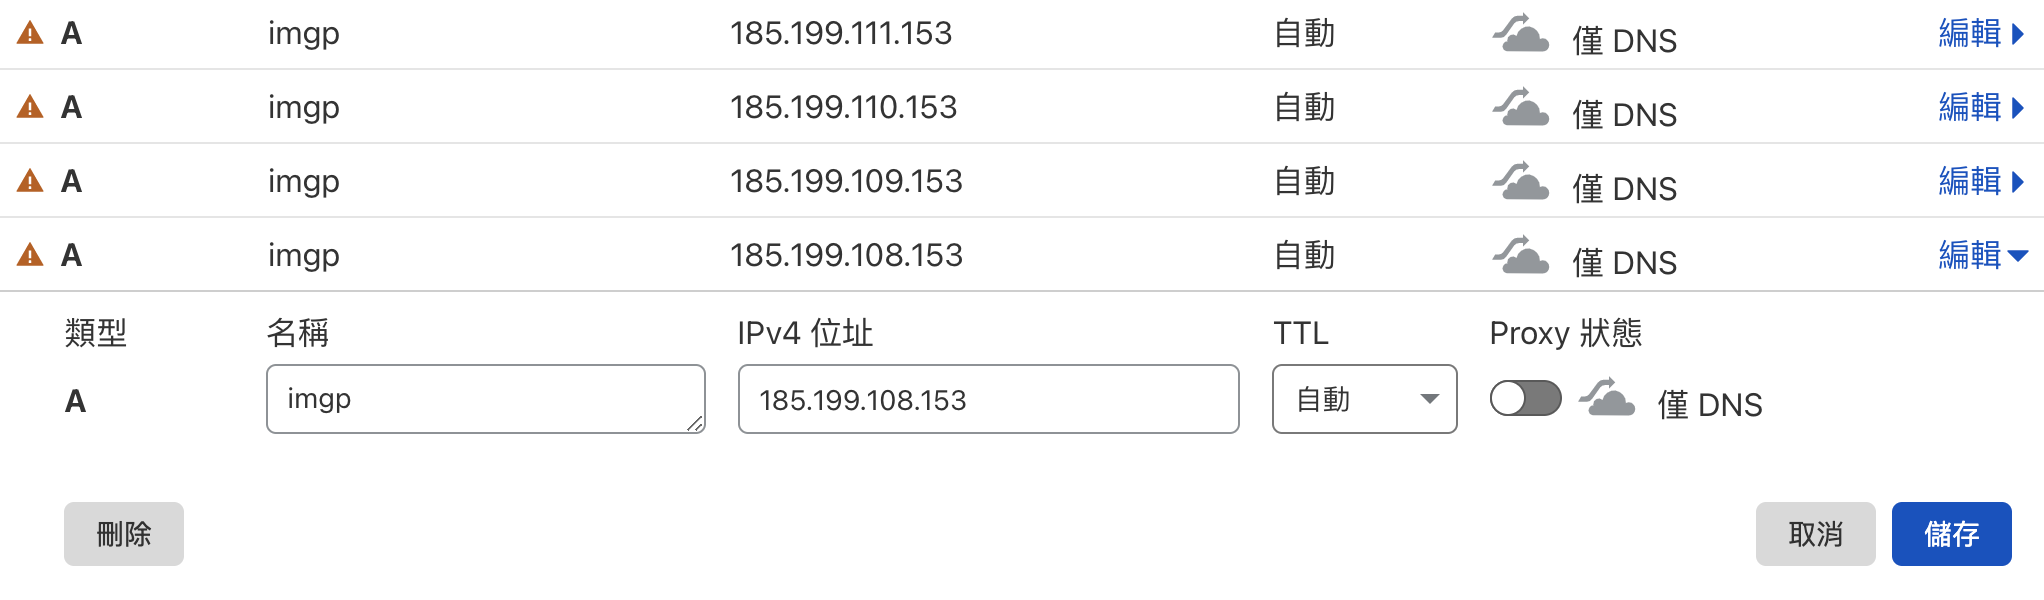 A imgp 185.199.111.153 自動 僅 DNS 編輯
A imgp 185.199.110.153 自動 僅 DNS 編輯
A imgp 185.199.109.153 自動 僅 DNS 編輯
A imgp 185.199.108.153 自動 僅 DNS 編輯
類型 名稱 IPv4 位址 TTL Proxy 狀態
A imgp 185.199.108.153 自動 僅 DNS
刪除 取消 儲存